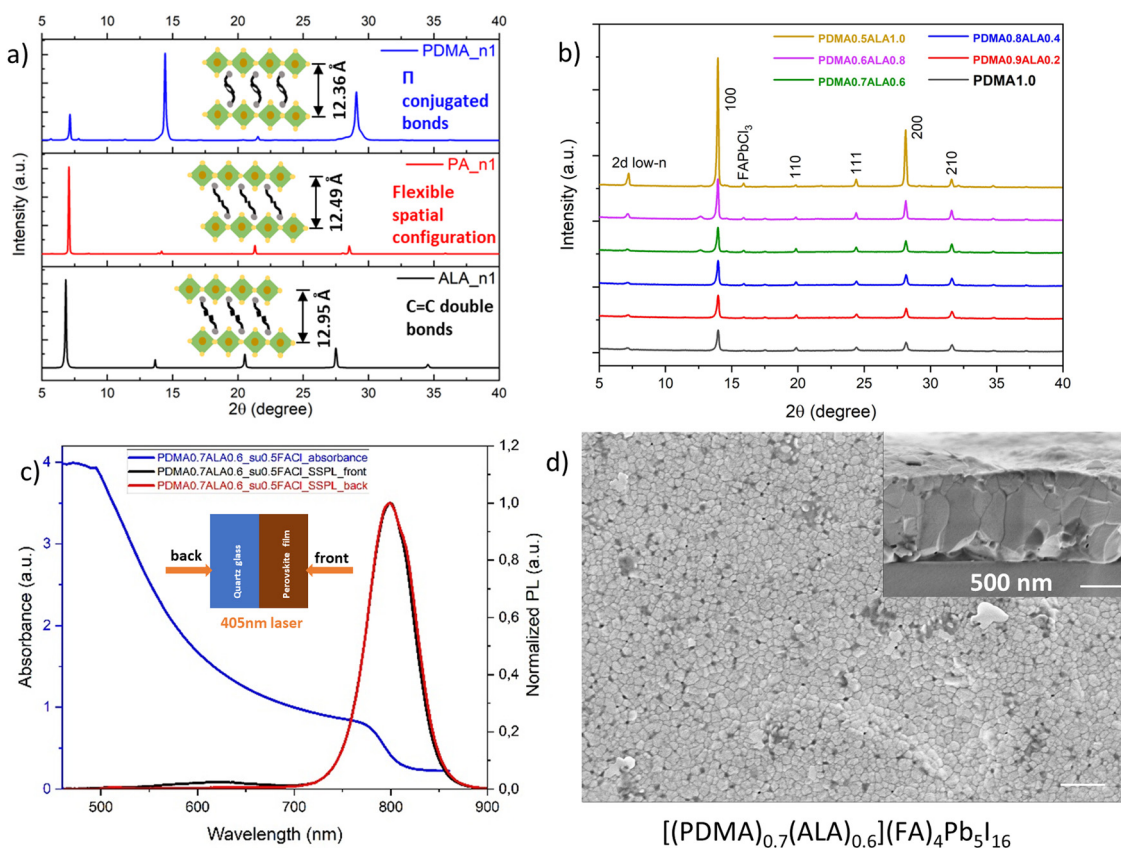 a)
5 10 15 20 25 30 35 40
PDMA_n1
12.36 Å
Π
conjugated
bonds
PA_n1
12.49 Å
Flexible
spatial
configuration
ALA_n1
12.95 Å
C=C double
bonds
Intensity (a.u.)
5 10 15 20 25 30 35 40
2θ (degree)
b)
PDMA0.5ALA1.0 PDMA0.8ALA0.4
PDMA0.6ALA0.8 PDMA0.9ALA0.2
PDMA0.7ALA0.6 PDMA1.0
2d low-n
100
FAPbCl3
110
111
200
210
Intensity (a.u.)
5 10 15 20 25 30 35 40
2θ (degree)
c)
PDMA0.7ALA0.6_su0.5FACl_absorbance
PDMA0.7ALA0.6_su0.5FACl_SSPL_front
PDMA0.7ALA0.6_su0.5FACl_SSPL_back
back
Quartz glass
Perovskite film
front
405nm laser
Absorbance (a.u.)
4
3
2
1
0
1,2
1,0
0,8
0,6
0,4
0,2
0,0
Normalized PL (a.u.)
500 600 700 800 900
Wavelength (nm)
d)
500 nm
[(PDMA)0.7(ALA)0.6](FA)4Pb5I16